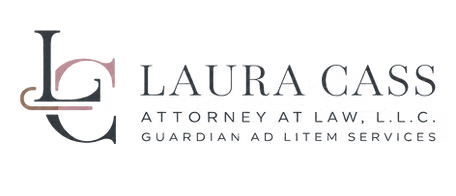 LC
LAURA CASS
ATTORNEY AT LAW, L.L.C.
GUARDIAN AD LITEM SERVICES